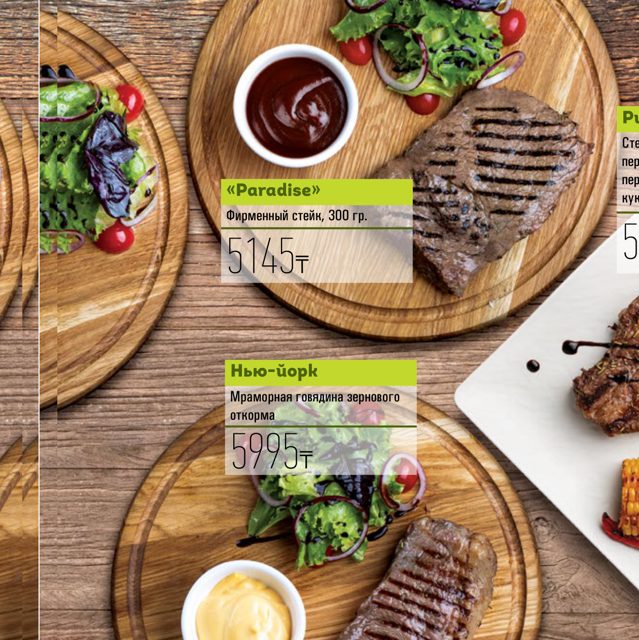 «Paradise»
Фирменный стейк, 300 гр.
5145₸
Нью-йорк
Мраморная говядина зернового
откорма
5995₸